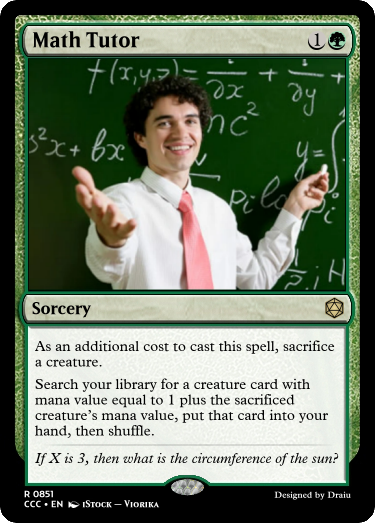 Math Tutor
1
f(x,y,z)=
∂x
+
∂y
nc²
s²x + bx
y=
Sorcery
As an additional cost to cast this spell, sacrifice
a creature.
Search your library for a creature card with
mana value equal to 1 plus the sacrificed
creature's mana value, put that card into your
hand, then shuffle.
If X is 3, then what is the circumference of the sun?
R 0851
CCC • EN iStock — Viorika
Designed by Draiu